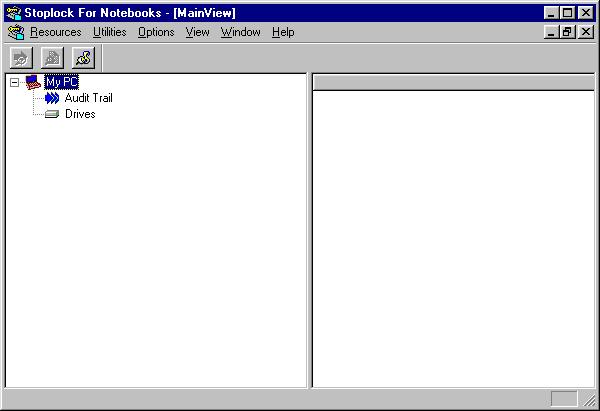 Stoplock For Notebooks - [MainView]
Resources Utilities Options View Window Help
My PC
Audit Trail
Drives